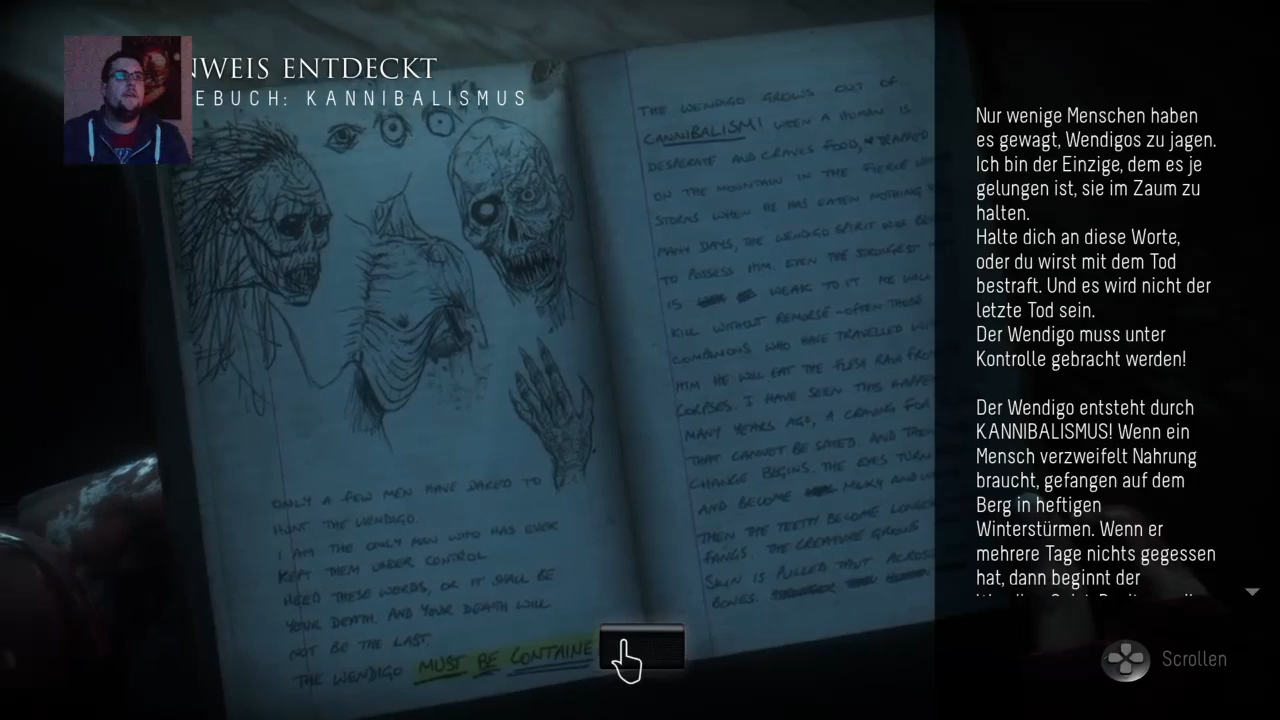 NWEIS ENTDECKT
EBUCH: KANNIBALISMUS
ONLY A FEW MEN HAVE DARED TO
HUNT THE WENDIGO.
I AM THE ONLY MAN WHO HAS EVER
KEPT THEM UNDER CONTROL
HEED THESE WORDS, OR IT SHALL BE
YOUR DEATH. AND YOUR DEATH WILL
NOT BE THE LAST.
THE WENDIGO MUST BE CONTAINE
THE WENDIGO GROWS OUT OF
CANNIBALISM! WHEN A HUMAN IS
DESPERATE AND CRAVES FOOD, TRAPPED
ON THE MOUNTAIN IN THE FIERCE
STORMS WHEN HE HAS EATEN NOTHING
MANY DAYS, THE WENDIGO SPIRIT WILL
TO POSSESS HIM. EVEN THE STRONGEST
IS WEAK TO IT HE WILL
KILL WITHOUT REMORSE - OFTEN THOSE
COMPANIONS WHO HAVE TRAVELLED
HIM HE WILL EAT THE FLESH RAW FROM
CORPSES. I HAVE SEEN THIS HAPPEN
MANY YEARS AGO, A CRAVING FOR
THAT CANNOT BE SATED. AND THEN
CHANGE BEGINS. THE EYES TURN
AND BECOME MILKY AND
THEN THE TEETH BECOME LONGER
FANGS. THE CREATURE GROWS
SKIN IS PULLED THUT ACROSS
BONES.
Nur wenige Menschen haben
es gewagt, Wendigos zu jagen.
Ich bin der Einzige, dem es je
gelungen ist, sie im Zaum zu
halten.
Halte dich an diese Worte,
oder du wirst mit dem Tod
bestraft. Und es wird nicht der
letzte Tod sein.
Der Wendigo muss unter
Kontrolle gebracht werden!
Der Wendigo entsteht durch
KANNIBALISMUS! Wenn ein
Mensch verzweifelt Nahrung
braucht, gefangen auf dem
Berg in heftigen
Winterstürmen. Wenn er
mehrere Tage nichts gegessen
hat, dann beginnt der
Scrollen